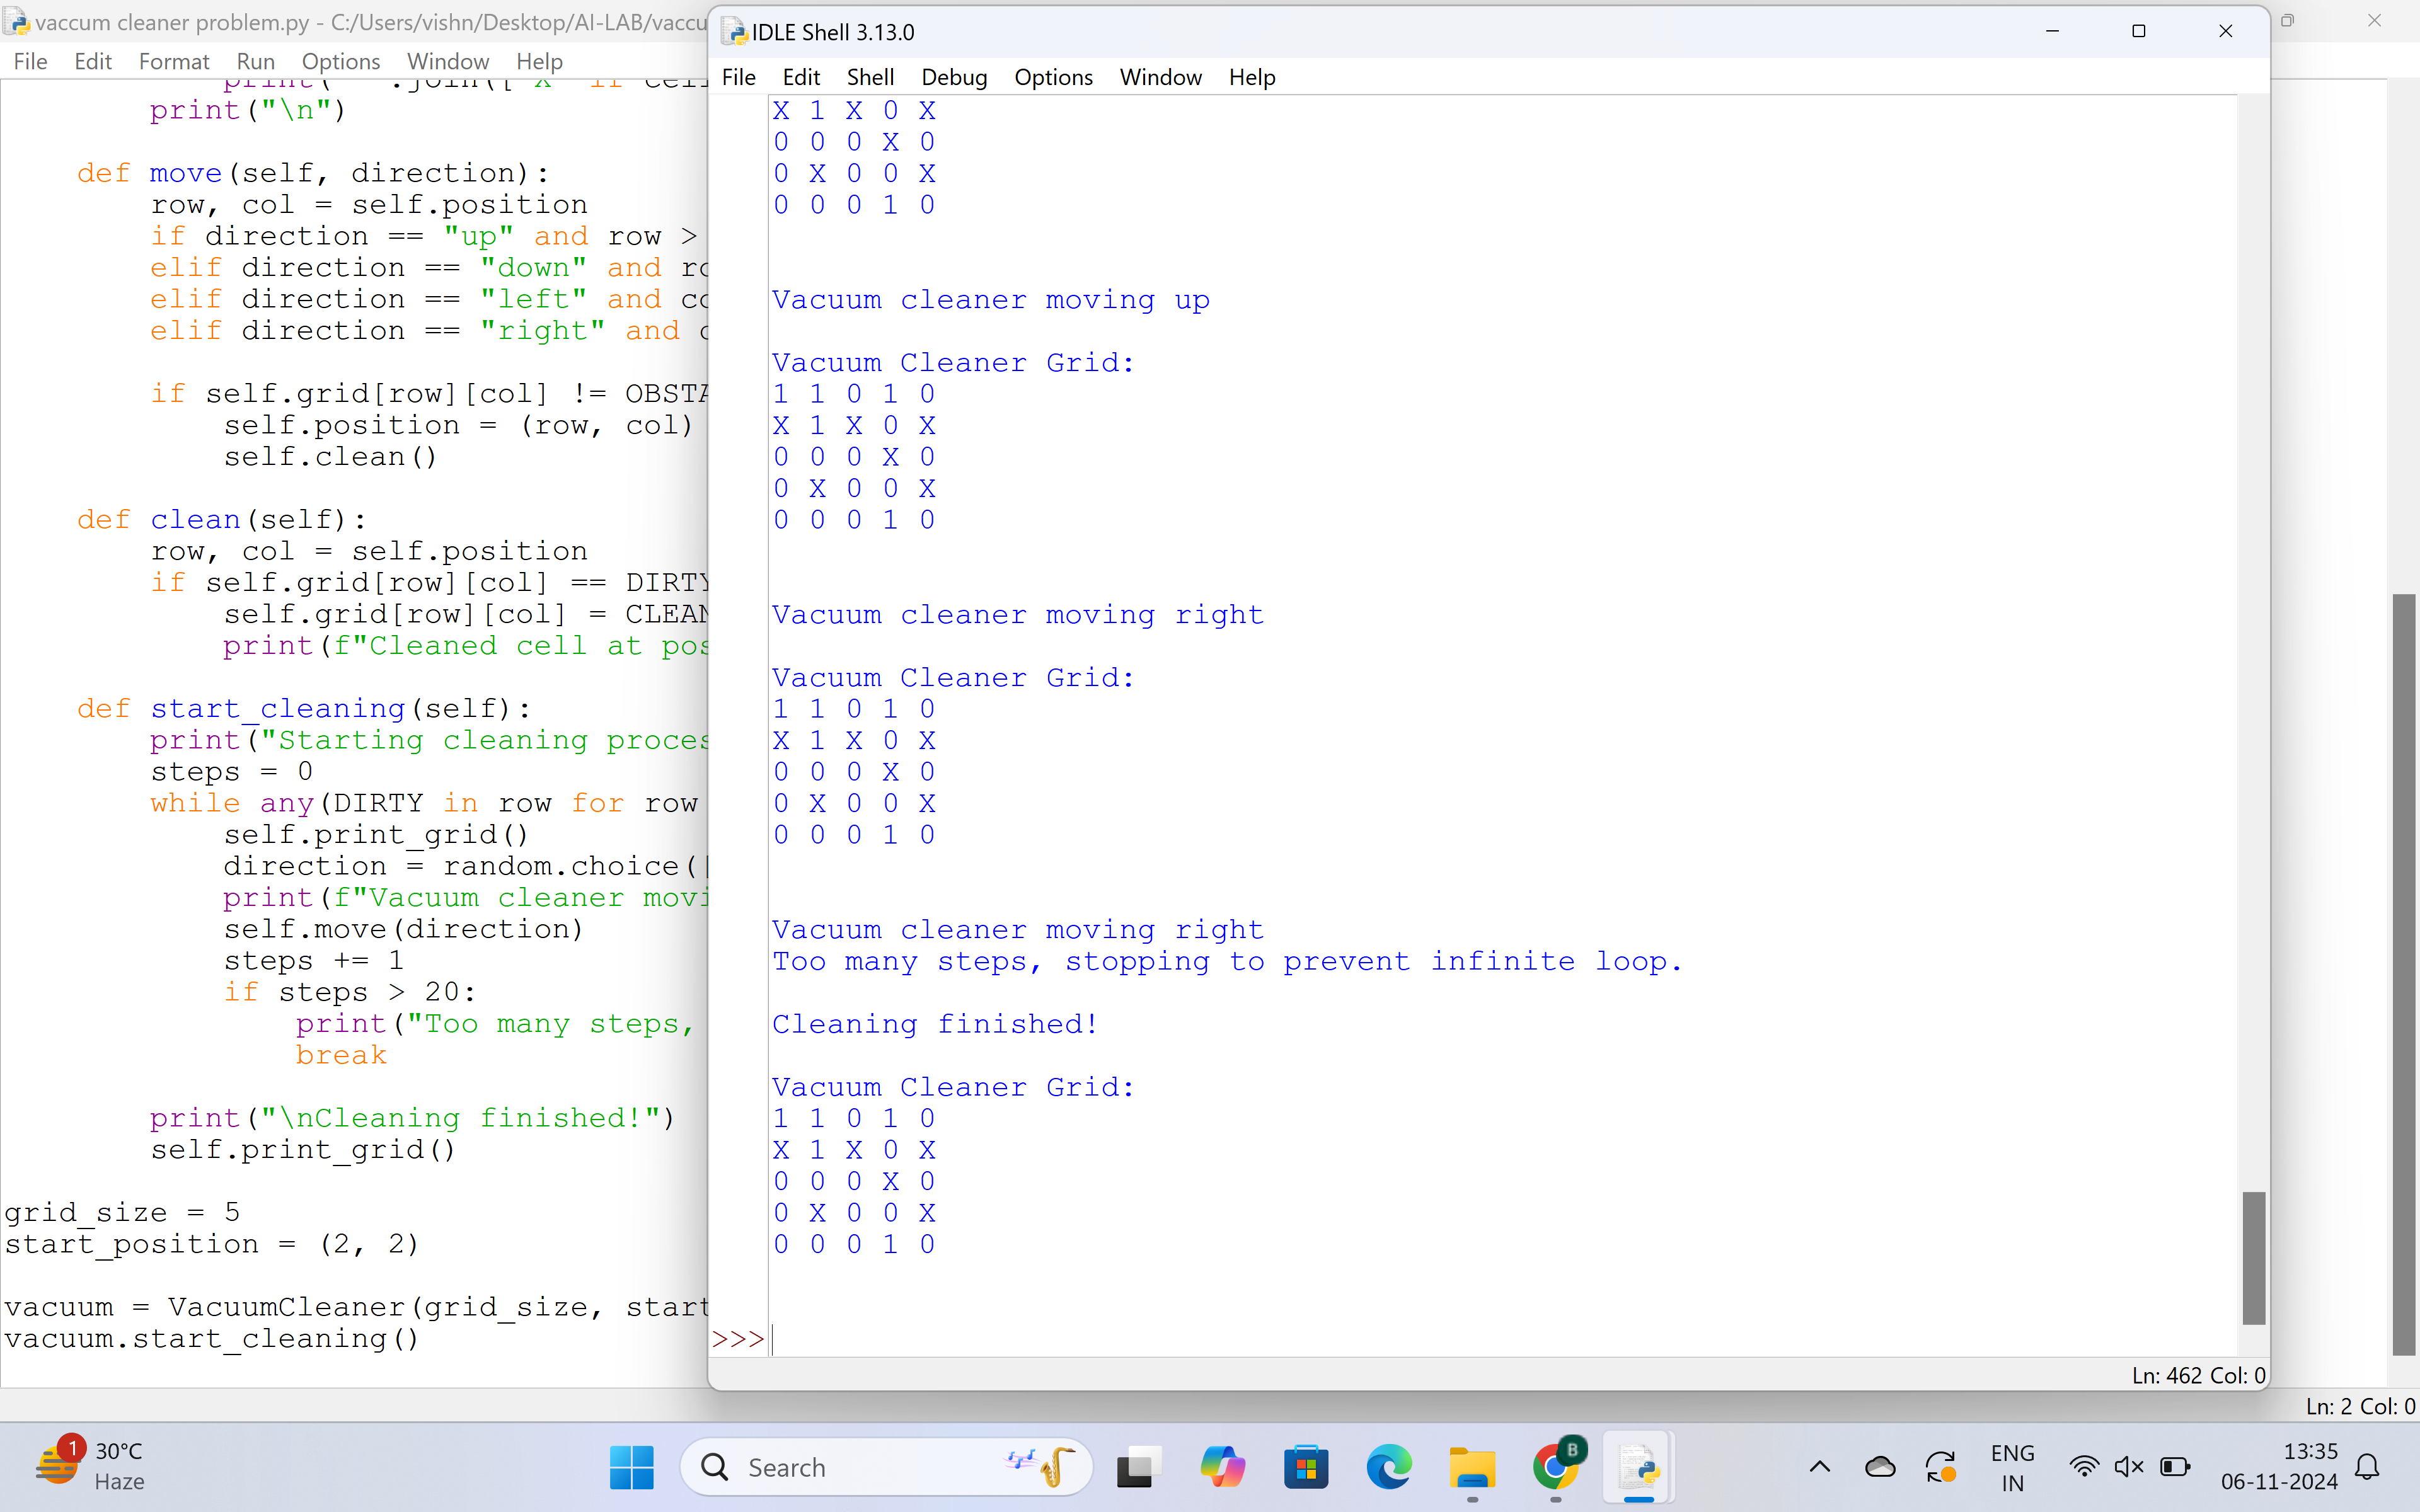 vaccum cleaner problem.py - C:/Users/vishn/Desktop/AI-LAB/vaccu
File Edit Format Run Options Window Help
print("\n")
def move(self, direction):
row, col = self.position
if direction == "up" and row >
elif direction == "down" and ro
elif direction == "left" and co
elif direction == "right" and c
if self.grid[row][col] != OBSTA
self.position = (row, col)
self.clean()
def clean(self):
row, col = self.position
if self.grid[row][col] == DIRTY
self.grid[row][col] = CLEAN
print(f"Cleaned cell at pos
def start_cleaning(self):
print("Starting cleaning proces
steps = 0
while any(DIRTY in row for row
self.print_grid()
direction = random.choice([
print(f"Vacuum cleaner movi
self.move(direction)
steps += 1
if steps > 20:
print("Too many steps,
break
print("\nCleaning finished!")
self.print_grid()
grid_size = 5
start_position = (2, 2)
vacuum = VacuumCleaner(grid_size, start
vacuum.start_cleaning()
IDLE Shell 3.13.0
File Edit Shell Debug Options Window Help
X 1 X 0 X
0 0 0 X 0
0 X 0 0 X
0 0 0 1 0
Vacuum cleaner moving up
Vacuum Cleaner Grid:
1 1 0 1 0
X 1 X 0 X
0 0 0 X 0
0 X 0 0 X
0 0 0 1 0
Vacuum cleaner moving right
Vacuum Cleaner Grid:
1 1 0 1 0
X 1 X 0 X
0 0 0 X 0
0 X 0 0 X
0 0 0 1 0
Vacuum cleaner moving right
Too many steps, stopping to prevent infinite loop.
Cleaning finished!
Vacuum Cleaner Grid:
1 1 0 1 0
X 1 X 0 X
0 0 0 X 0
0 X 0 0 X
0 0 0 1 0
>>>
Ln: 462 Col: 0
Ln: 2 Col: 0
1
30°C
Haze
Search
B
ENG
IN
13:35
06-11-2024